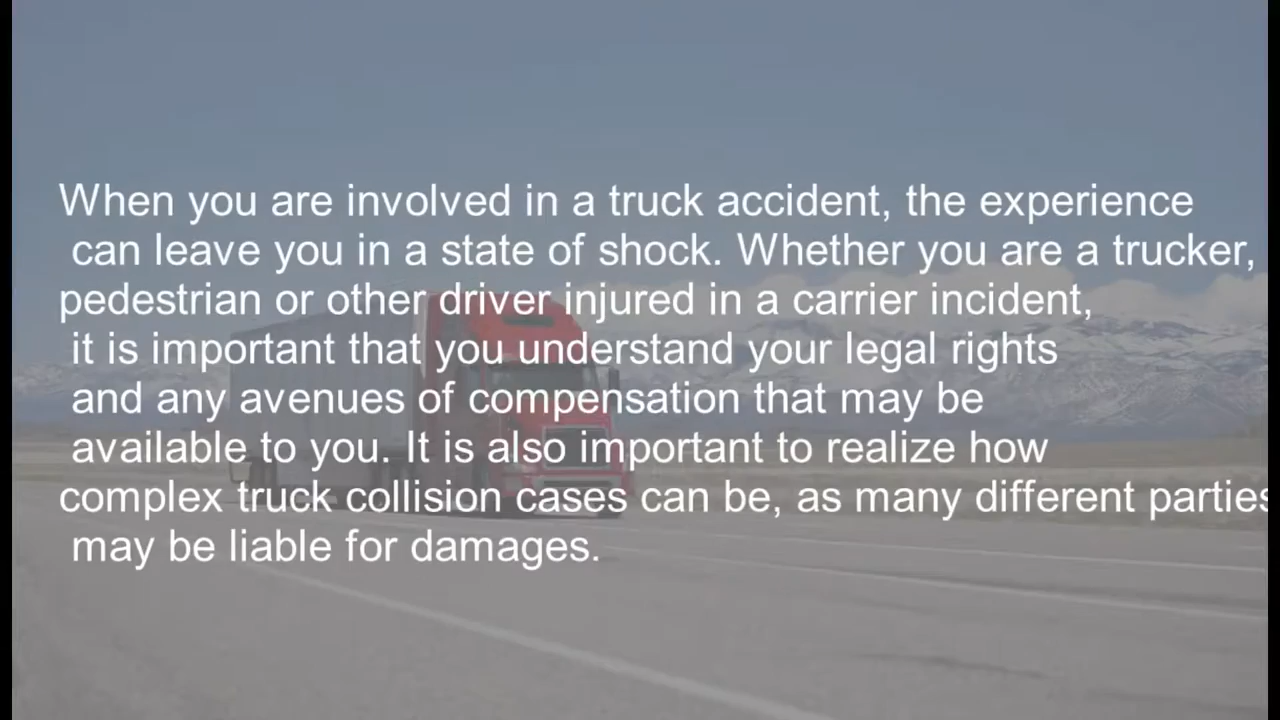 When you are involved in a truck accident, the experience
can leave you in a state of shock. Whether you are a trucker,
pedestrian or other driver injured in a carrier incident,
it is important that you understand your legal rights
and any avenues of compensation that may be
available to you. It is also important to realize how
complex truck collision cases can be, as many different parties
may be liable for damages.